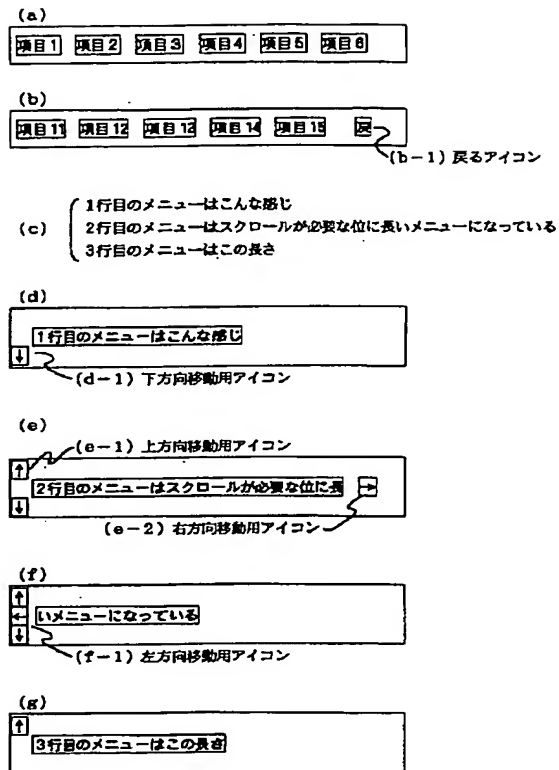 (a)
項目1 項目2 項目3 項目4 項目5 項目6
(b)
項目11 項目12 項目13 項目14 項目15 戻
(b-1) 戻るアイコン
(c)
1行目のメニューはこんな感じ
2行目のメニューはスクロールが必要な位に長いメニューになっている
3行目のメニューはこの長さ
(d)
1行目のメニューはこんな感じ
↓
(d-1) 下方向移動用アイコン
(e)
(e-1) 上方向移動用アイコン
↑
2行目のメニューはスクロールが必要な位に長 →
↓
(e-2) 右方向移動用アイコン
(f)
↑
← いメニューになっている
↓
(f-1) 左方向移動用アイコン
(g)
↑
3行目のメニューはこの長さ